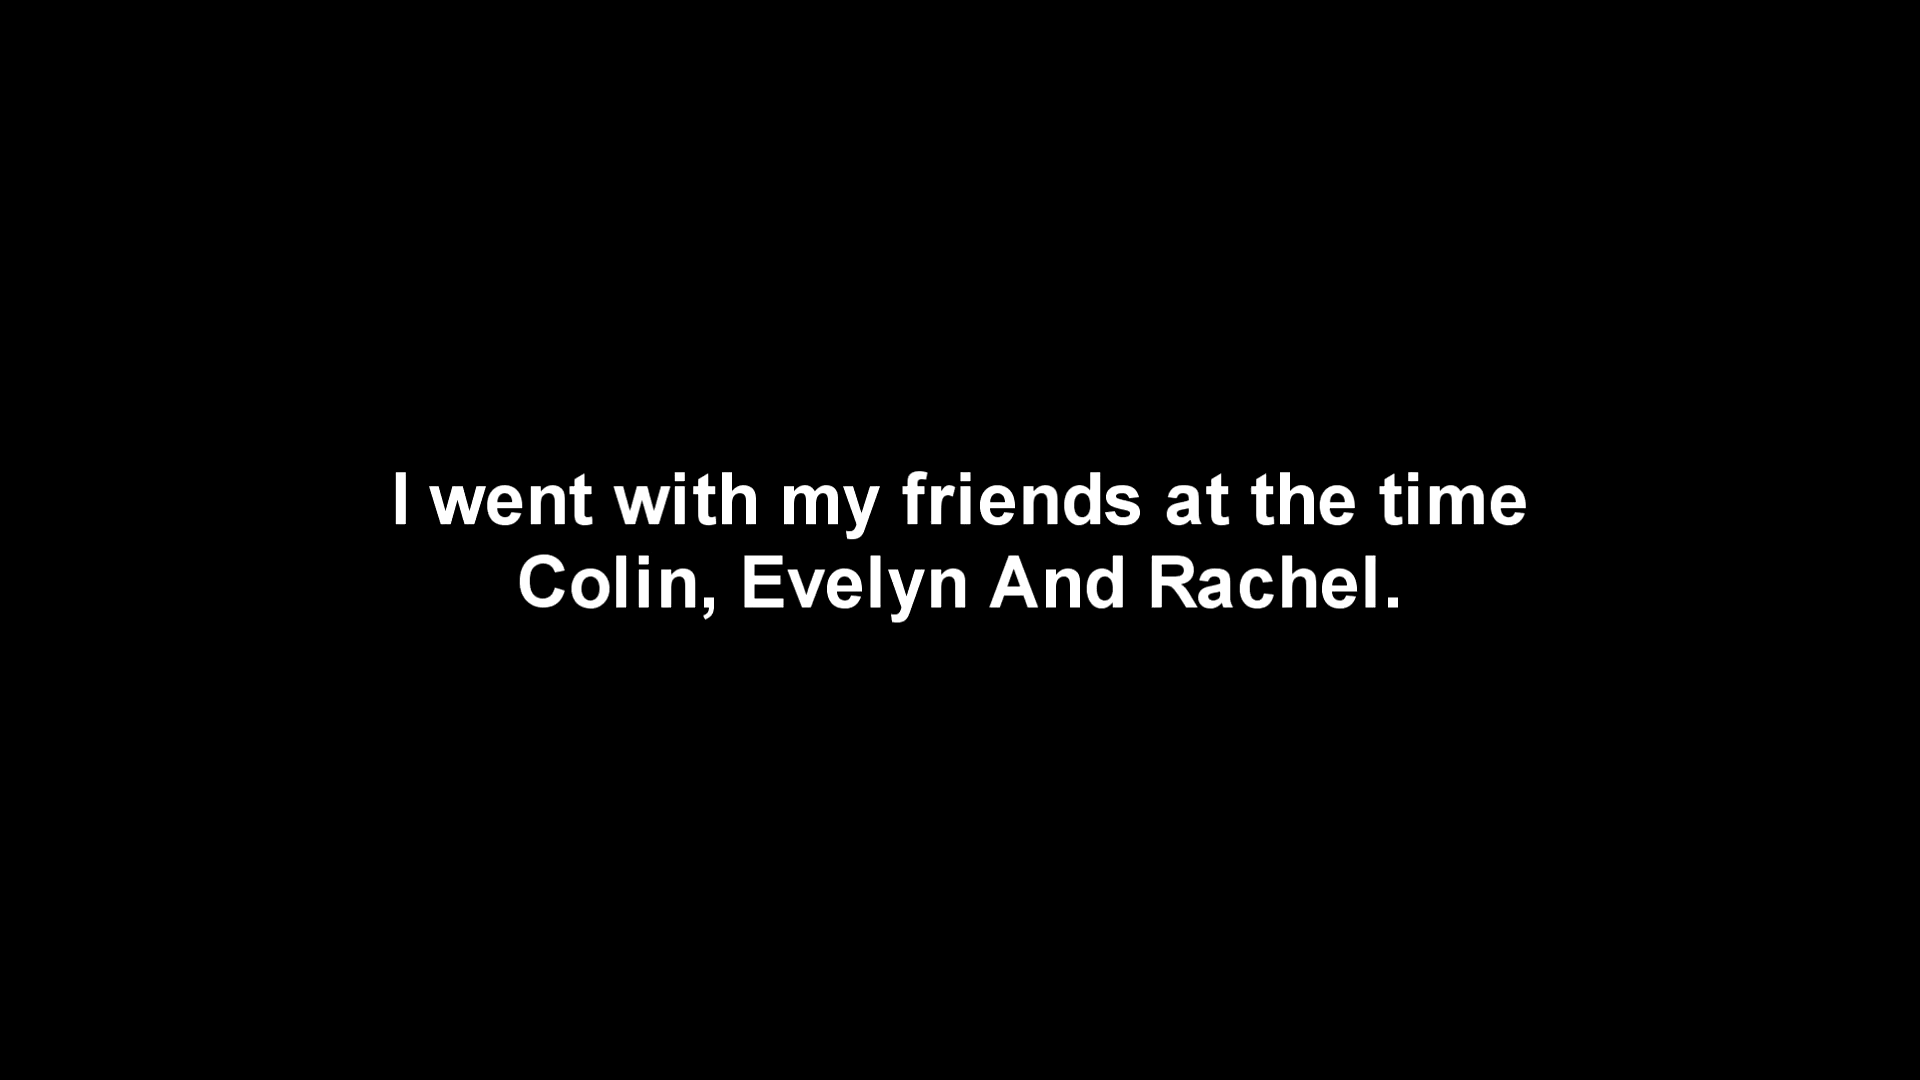 I went with my friends at the time
Colin, Evelyn And Rachel.